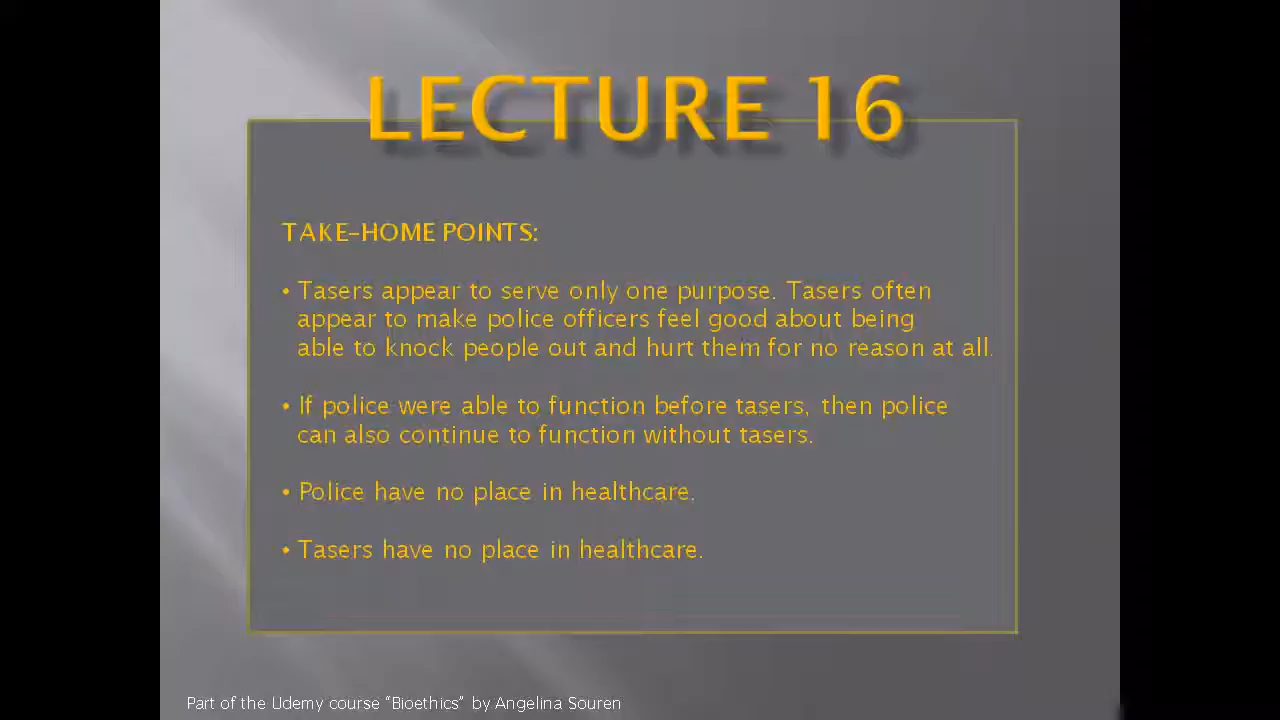 LECTURE 16
TAKE-HOME POINTS:
• Tasers appear to serve only one purpose. Tasers often
appear to make police officers feel good about being
able to knock people out and hurt them for no reason at all.
• If police were able to function before tasers, then police
can also continue to function without tasers.
• Police have no place in healthcare.
• Tasers have no place in healthcare.
Part of the Udemy course “Bioethics” by Angelina Souren